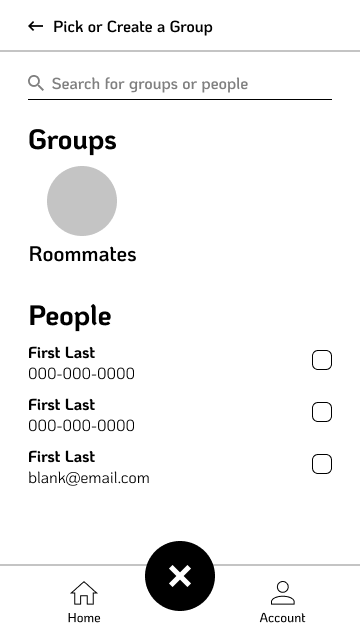 Pick or Create a Group
Search for groups or people
Groups
Roommates
People
First Last
000-000-0000
First Last
000-000-0000
First Last
blank@email.com
Home
Account